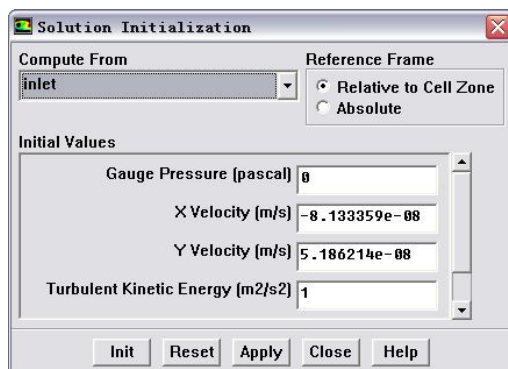 Solution Initialization
Compute From
inlet
Reference Frame
Relative to Cell Zone
Absolute
Initial Values
Gauge Pressure (pascal) 0
X Velocity (m/s) -8.133359e-08
Y Velocity (m/s) 5.186214e-08
Turbulent Kinetic Energy (m2/s2) 1
Init Reset Apply Close Help